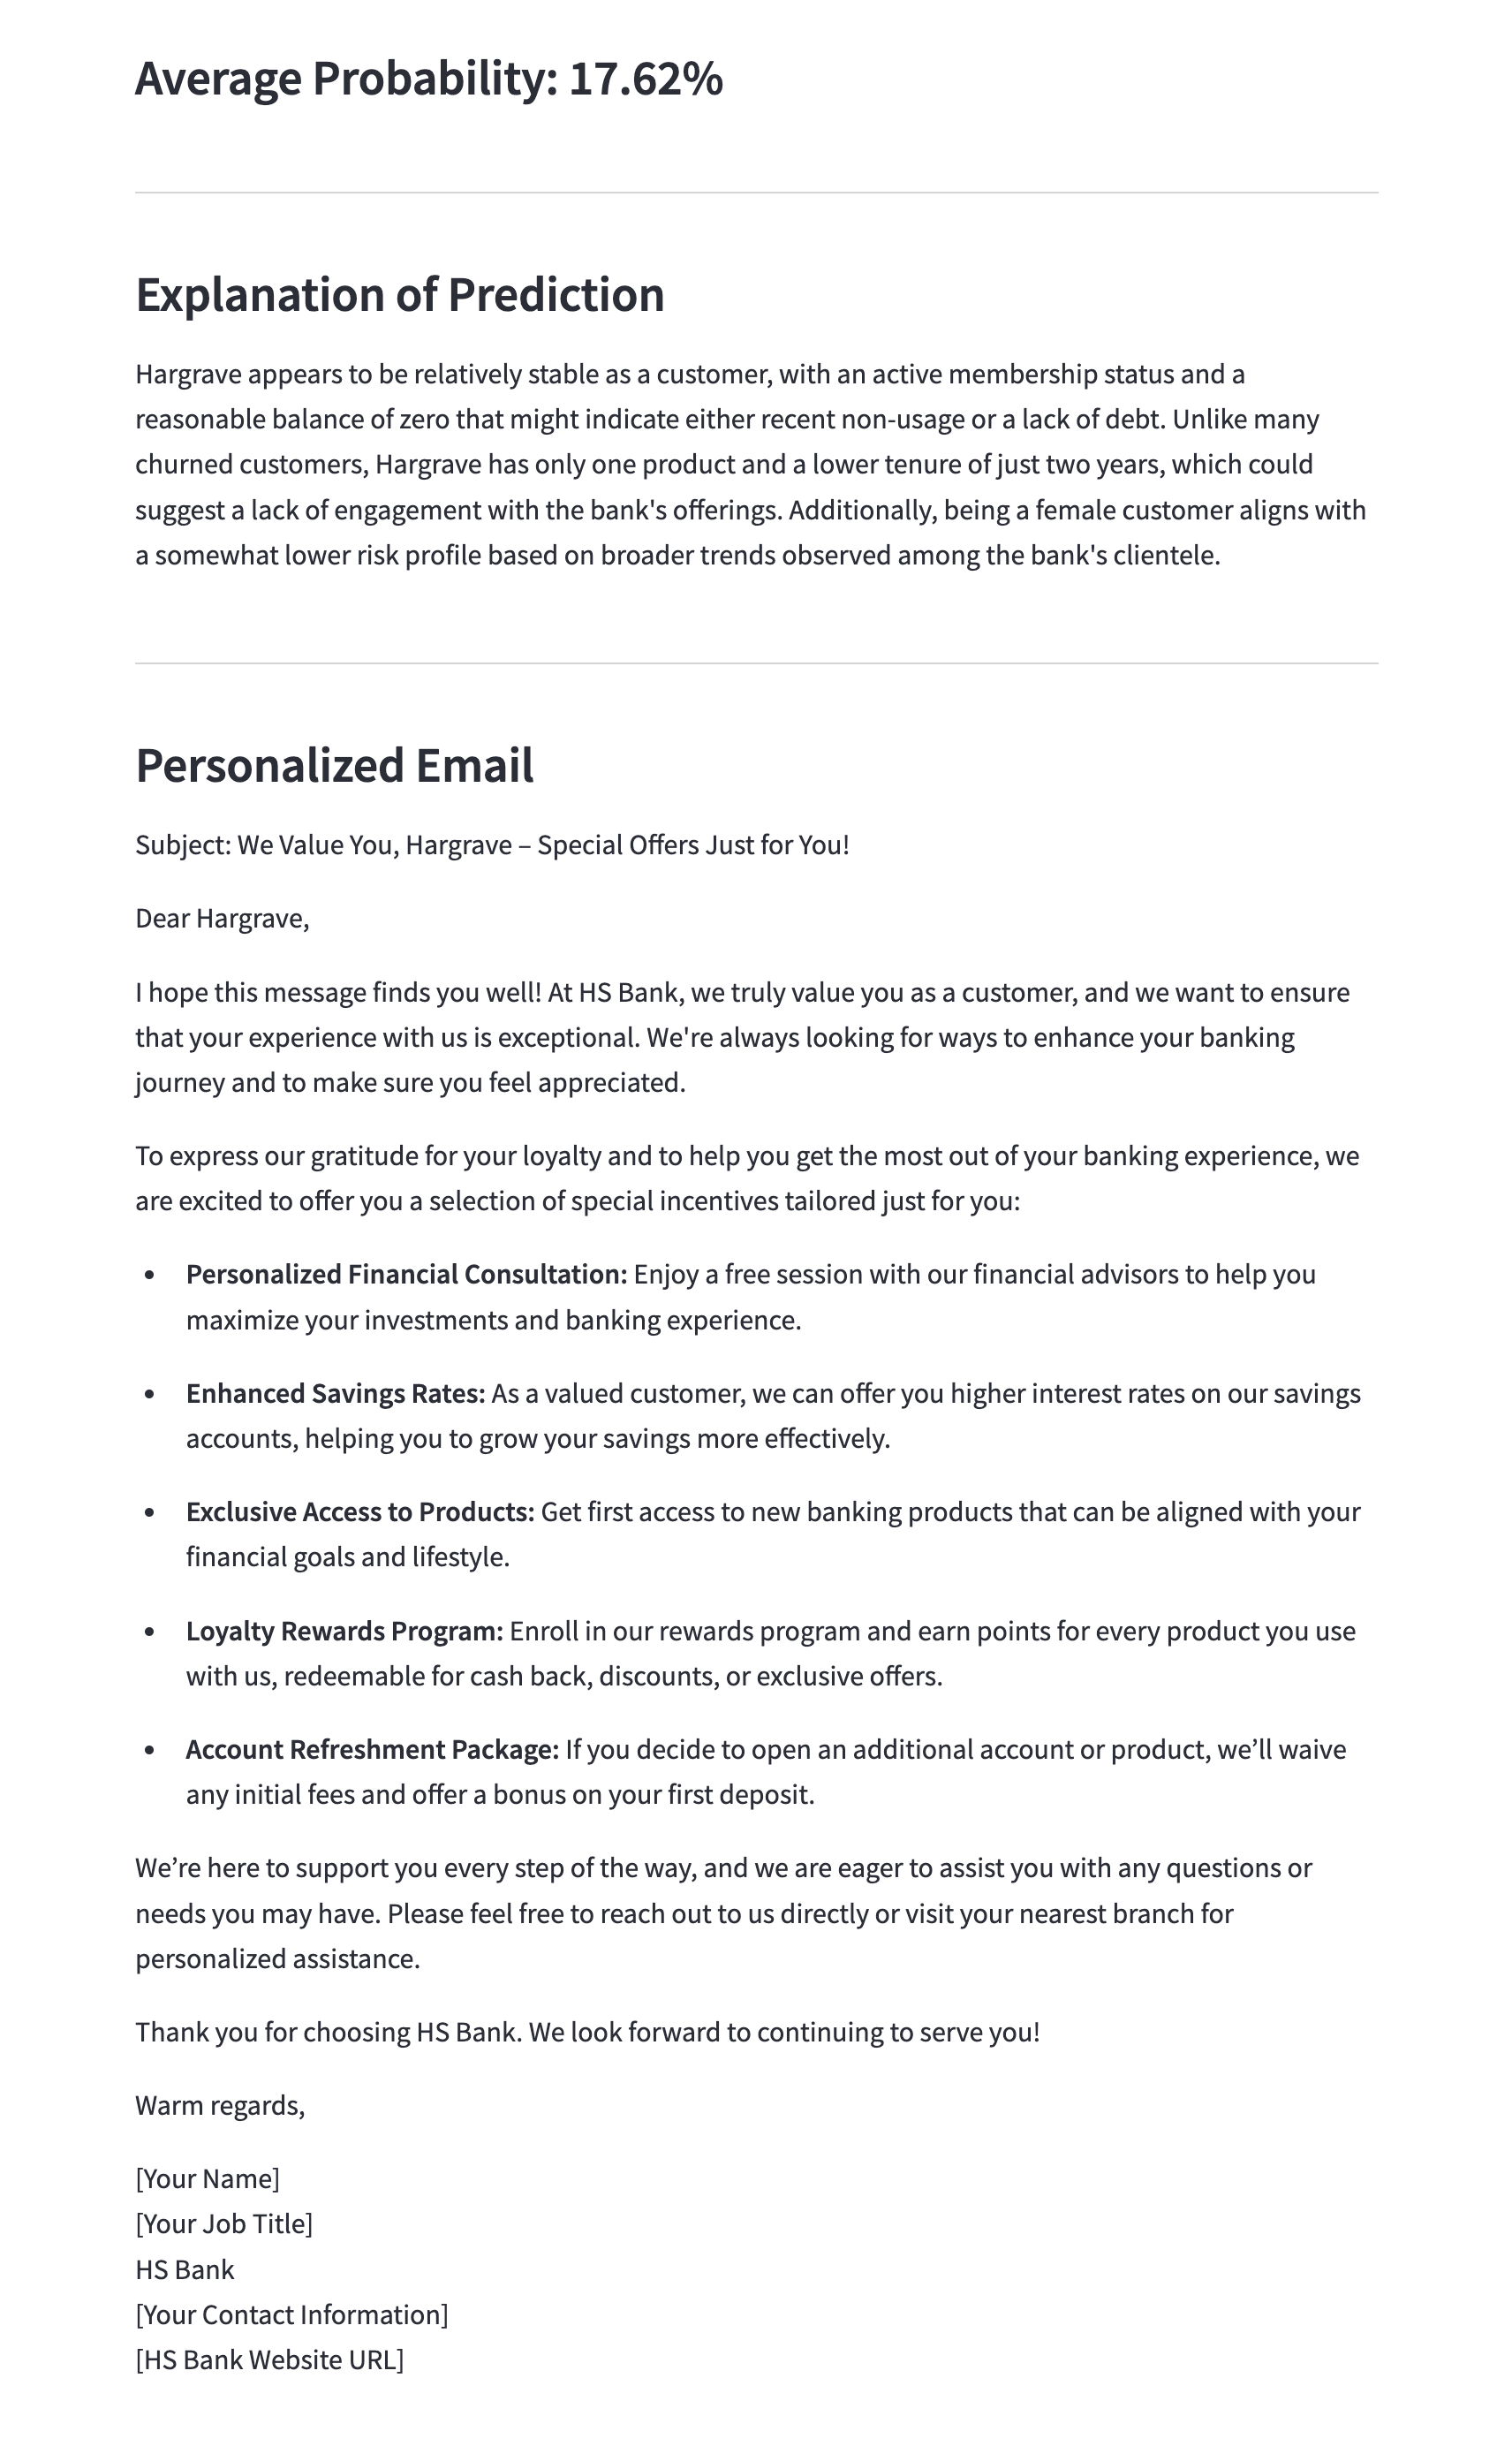 Average Probability: 17.62%
Explanation of Prediction
Hargrave appears to be relatively stable as a customer, with an active membership status and a
reasonable balance of zero that might indicate either recent non-usage or a lack of debt. Unlike many
churned customers, Hargrave has only one product and a lower tenure of just two years, which could
suggest a lack of engagement with the bank's offerings. Additionally, being a female customer aligns with
a somewhat lower risk profile based on broader trends observed among the bank's clientele.
Personalized Email
Subject: We Value You, Hargrave – Special Offers Just for You!
Dear Hargrave,
I hope this message finds you well! At HS Bank, we truly value you as a customer, and we want to ensure
that your experience with us is exceptional. We're always looking for ways to enhance your banking
journey and to make sure you feel appreciated.
To express our gratitude for your loyalty and to help you get the most out of your banking experience, we
are excited to offer you a selection of special incentives tailored just for you:
• Personalized Financial Consultation: Enjoy a free session with our financial advisors to help you
maximize your investments and banking experience.
• Enhanced Savings Rates: As a valued customer, we can offer you higher interest rates on our savings
accounts, helping you to grow your savings more effectively.
• Exclusive Access to Products: Get first access to new banking products that can be aligned with your
financial goals and lifestyle.
• Loyalty Rewards Program: Enroll in our rewards program and earn points for every product you use
with us, redeemable for cash back, discounts, or exclusive offers.
• Account Refreshment Package: If you decide to open an additional account or product, we’ll waive
any initial fees and offer a bonus on your first deposit.
We’re here to support you every step of the way, and we are eager to assist you with any questions or
needs you may have. Please feel free to reach out to us directly or visit your nearest branch for
personalized assistance.
Thank you for choosing HS Bank. We look forward to continuing to serve you!
Warm regards,
[Your Name]
[Your Job Title]
HS Bank
[Your Contact Information]
[HS Bank Website URL]